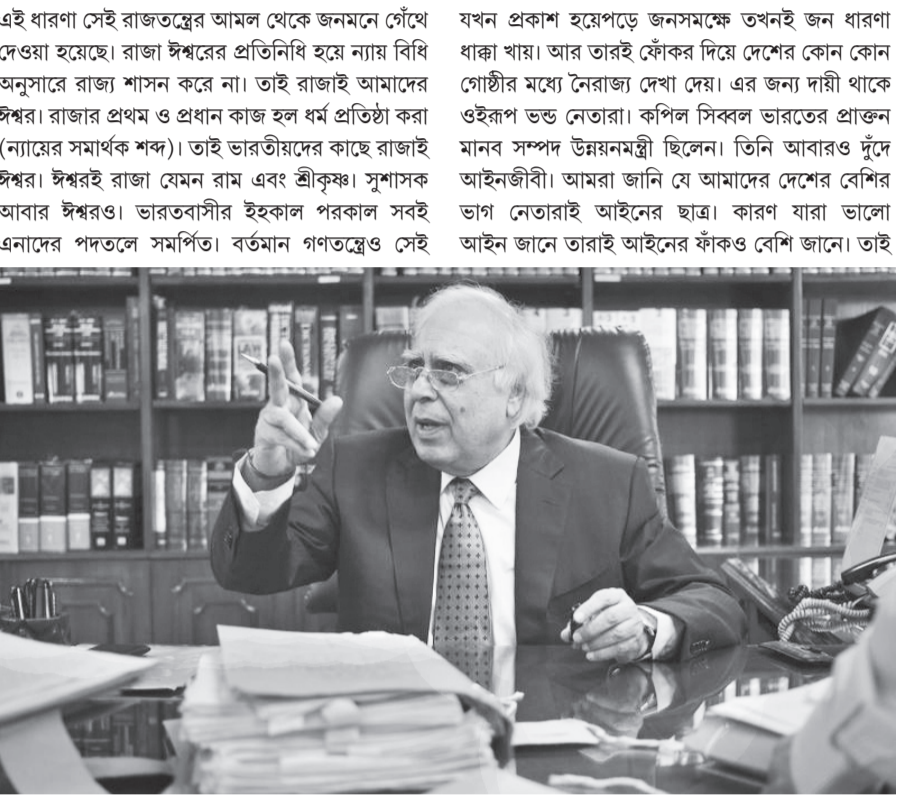 এই ধারণা সেই রাজতন্ত্রের আমল থেকে জনমনে গেঁথে
দেওয়া হয়েছে। রাজা ঈশ্বরের প্রতিনিধি হয়ে ন্যায় বিধি
অনুসারে রাজ্য শাসন করে না। তাই রাজাই আমাদের
ঈশ্বর। রাজার প্রথম ও প্রধান কাজ হল ধর্ম প্রতিষ্ঠা করা
(ন্যায়ের সমার্থক শব্দ)। তাই ভারতীয়দের কাছে রাজাই
ঈশ্বর। ঈশ্বরই রাজা যেমন রাম এবং শ্রীকৃষ্ণ। সুশাসক
আবার ঈশ্বরও। ভারতবাসীর ইহকাল পরকাল সবই
এনাদের পদতলে সমর্পিত। বর্তমান গণতন্ত্রেও সেই
যখন প্রকাশ হয়েপড়ে জনসমক্ষে তখনই জন ধারণা
ধাক্কা খায়। আর তারই ফোঁকর দিয়ে দেশের কোন কোন
গোষ্ঠীর মধ্যে নৈরাজ্য দেখা দেয়। এর জন্য দায়ী থাকে
ওইরূপ ভন্ড নেতারা। কপিল সিব্বল ভারতের প্রাক্তন
মানব সম্পদ উন্নয়নমন্ত্রী ছিলেন। তিনি আবারও দুঁদে
আইনজীবী। আমরা জানি যে আমাদের দেশের বেশির
ভাগ নেতারাই আইনের ছাত্র। কারণ যারা ভালো
আইন জানে তারাই আইনের ফাঁকও বেশি জানে। তাই
LAW